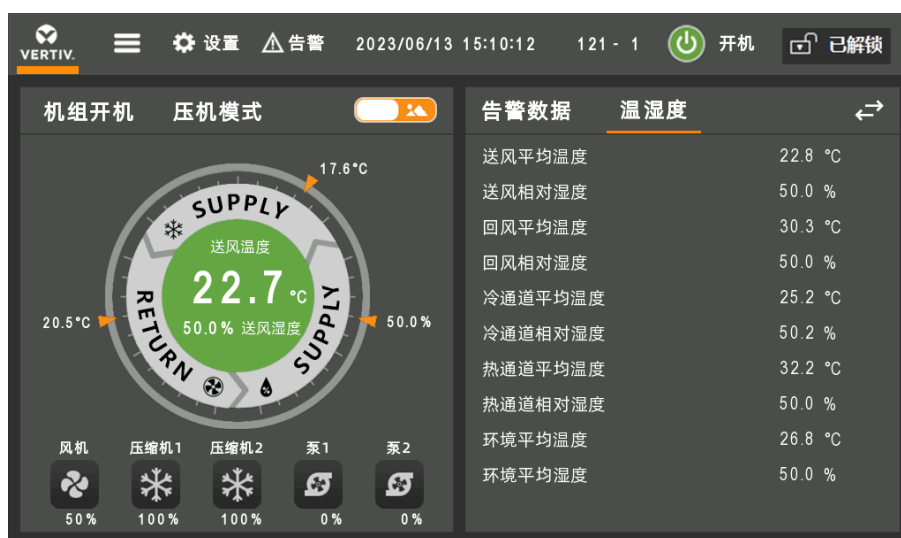 VERTIV.
设置
告警
2023/06/13 15:10:12
121 - 1
开机
已解锁
机组开机
压机模式
17.6°C
SUPPLY
送风温度
22.7 °C
50.0% 送风湿度
RETURN
SUPPLY
20.5°C
50.0%
风机 压缩机1 压缩机2 泵1 泵2
50% 100% 100% 0% 0%
告警数据 温湿度
送风平均温度 22.8 °C
送风相对湿度 50.0 %
回风平均温度 30.3 °C
回风相对湿度 50.0 %
冷通道平均温度 25.2 °C
冷通道相对湿度 50.2 %
热通道平均温度 32.2 °C
热通道相对湿度 50.0 %
环境平均温度 26.8 °C
环境平均湿度 50.0 %